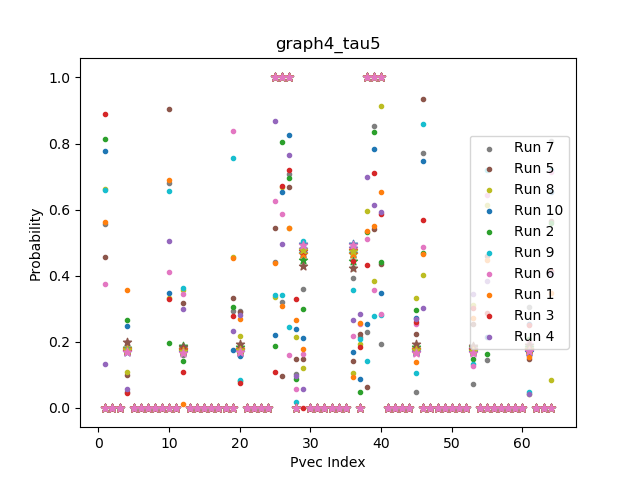 graph4_tau5
1.0
0.8
0.6
0.4
0.2
0.0
Probability
0
10
20
30
40
50
60
Pvec Index
Run 7
Run 5
Run 8
Run 10
Run 2
Run 9
Run 6
Run 1
Run 3
Run 4